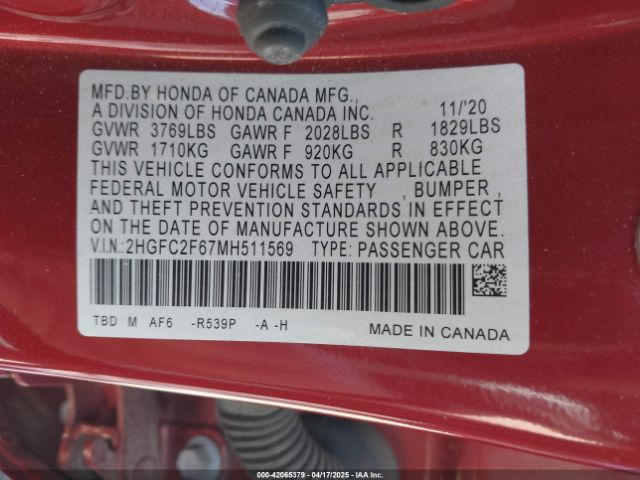 MFD.BY HONDA OF CANADA MFG.,
A DIVISION OF HONDA CANADA INC. 11/'20
GVWR 3769LBS GAWR F 2028LBS R 1829LBS
GVWR 1710KG GAWR F 920KG R 830KG
THIS VEHICLE CONFORMS TO ALL APPLICABLE
FEDERAL MOTOR VEHICLE SAFETY , BUMPER ,
AND THEFT PREVENTION STANDARDS IN EFFECT
ON THE DATE OF MANUFACTURE SHOWN ABOVE.
V.I.N:2HGFC2F67MH511569 TYPE: PASSENGER CAR
TBD M AF6 -R539P -A -H
MADE IN CANADA
000-42065379 | 04/17/2025 | IAA Inc.